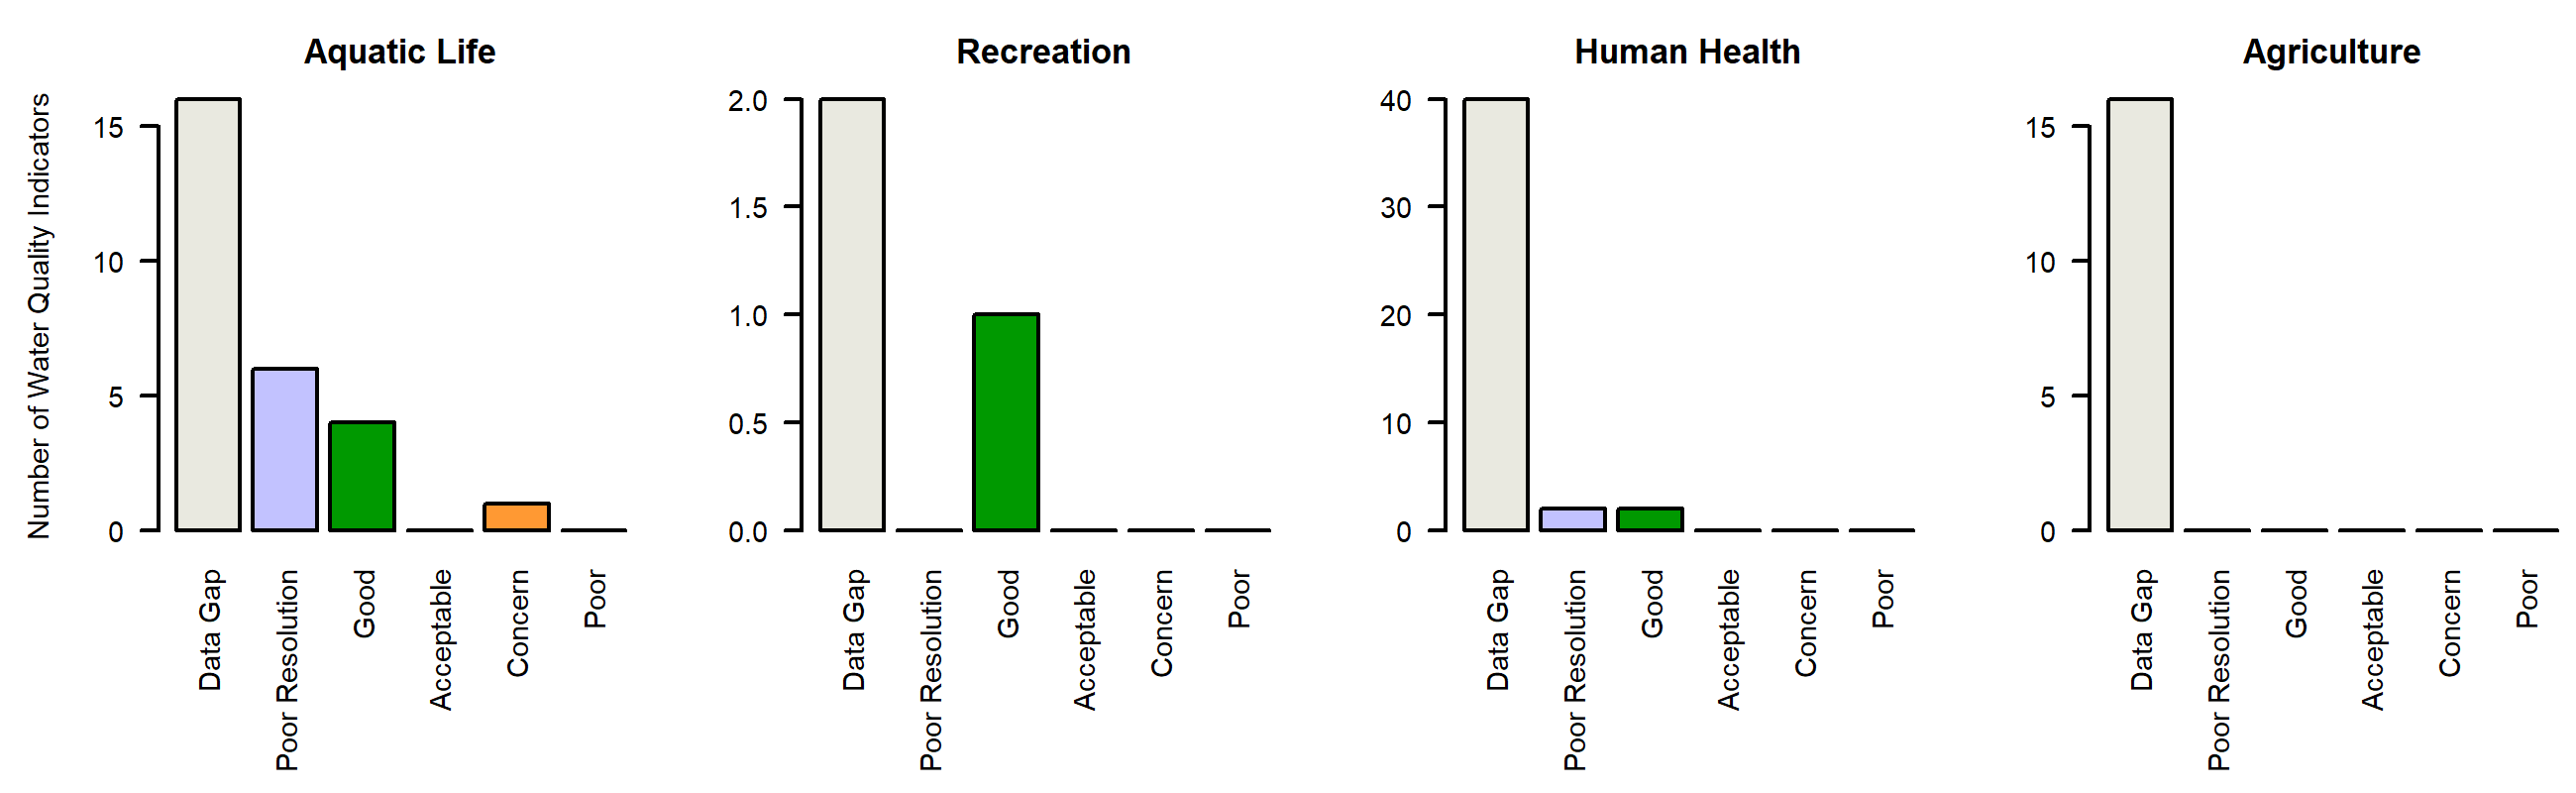 Aquatic Life
Number of Water Quality Indicators
15
10
5
0
Data Gap
Poor Resolution
Good
Acceptable
Concern
Poor
Recreation
2.0
1.5
1.0
0.5
0.0
Data Gap
Poor Resolution
Good
Acceptable
Concern
Poor
Human Health
40
30
20
10
0
Data Gap
Poor Resolution
Good
Acceptable
Concern
Poor
Agriculture
15
10
5
0
Data Gap
Poor Resolution
Good
Acceptable
Concern
Poor